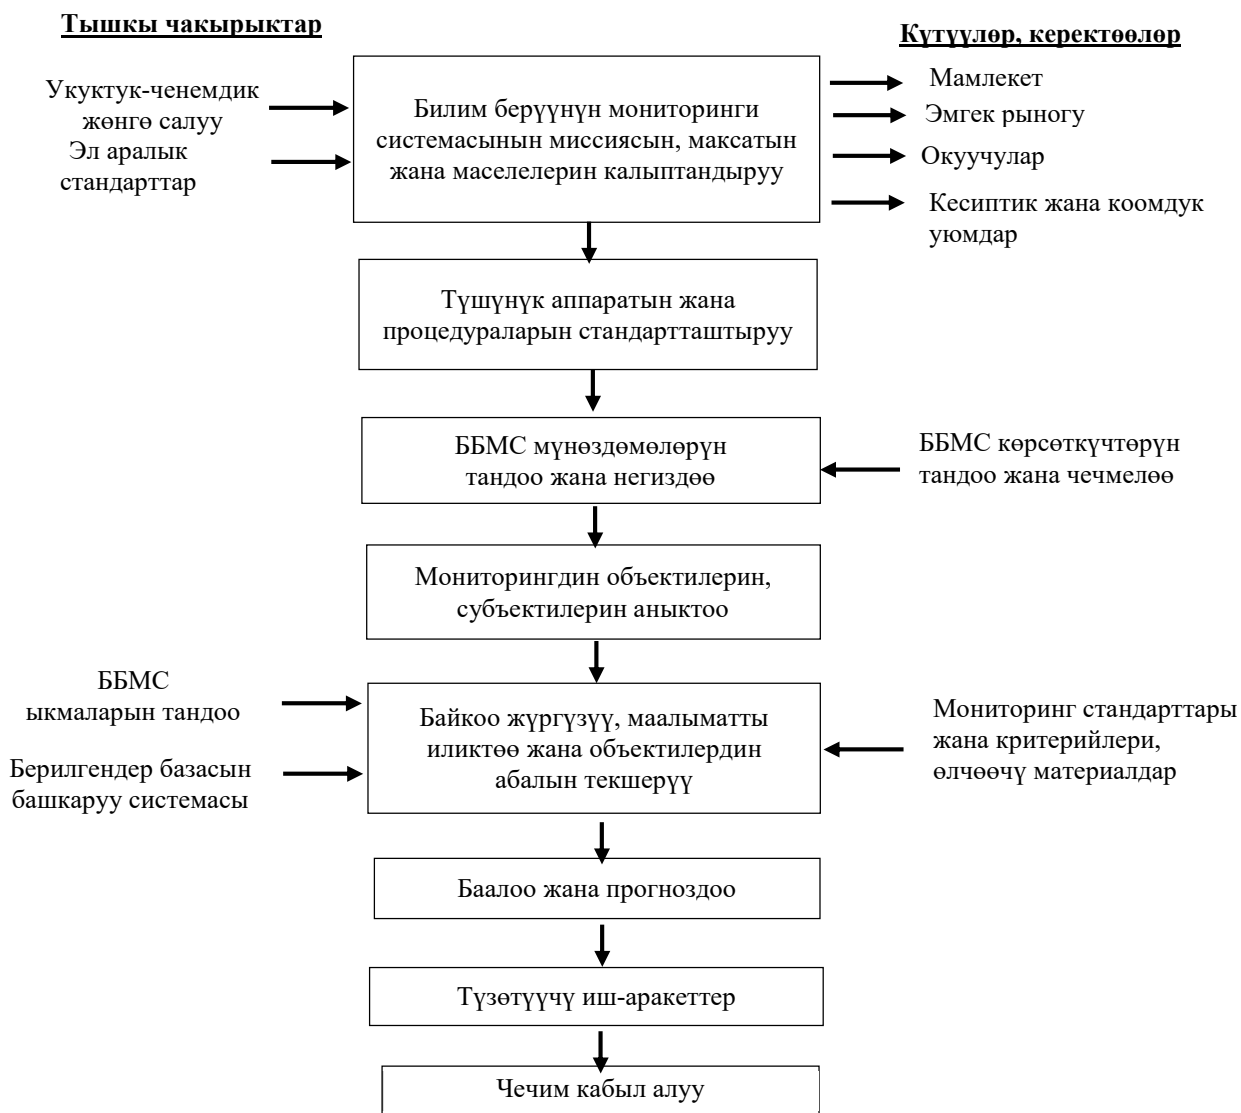 Тышкы чакырыктар
Күтүүлөр, керектөөлөр
Укуктук-ченемдик
жөнгө салуу
Эл аралык
стандарттар
Билим берүүнүн мониторинги
системасынын миссиясын, максатын
жана маселелерин калыптандыруу
Мамлекет
Эмгек рыногу
Окуучулар
Кесиптик жана коомдук
уюмдар
Түшүнүк аппаратын жана
процедураларын стандартташтыруу
ББМС мүнөздөмөлөрүн
тандоо жана негиздөө
ББМС көрсөткүчтөрүн
тандоо жана чечмелөө
Мониторингдин объектилерин,
субъектилерин аныктоо
ББМС
ыкмаларын тандоо
Берилгендер базасын
башкаруу системасы
Байкоо жүргүзүү, маалыматты
иликтөө жана объектилердин
абалын текшерүү
Мониторинг стандарттары
жана критерийлери,
өлчөөчү материалдар
Баалоо жана прогноздоо
Түзөтүүчү иш-аракеттер
Чечим кабыл алуу